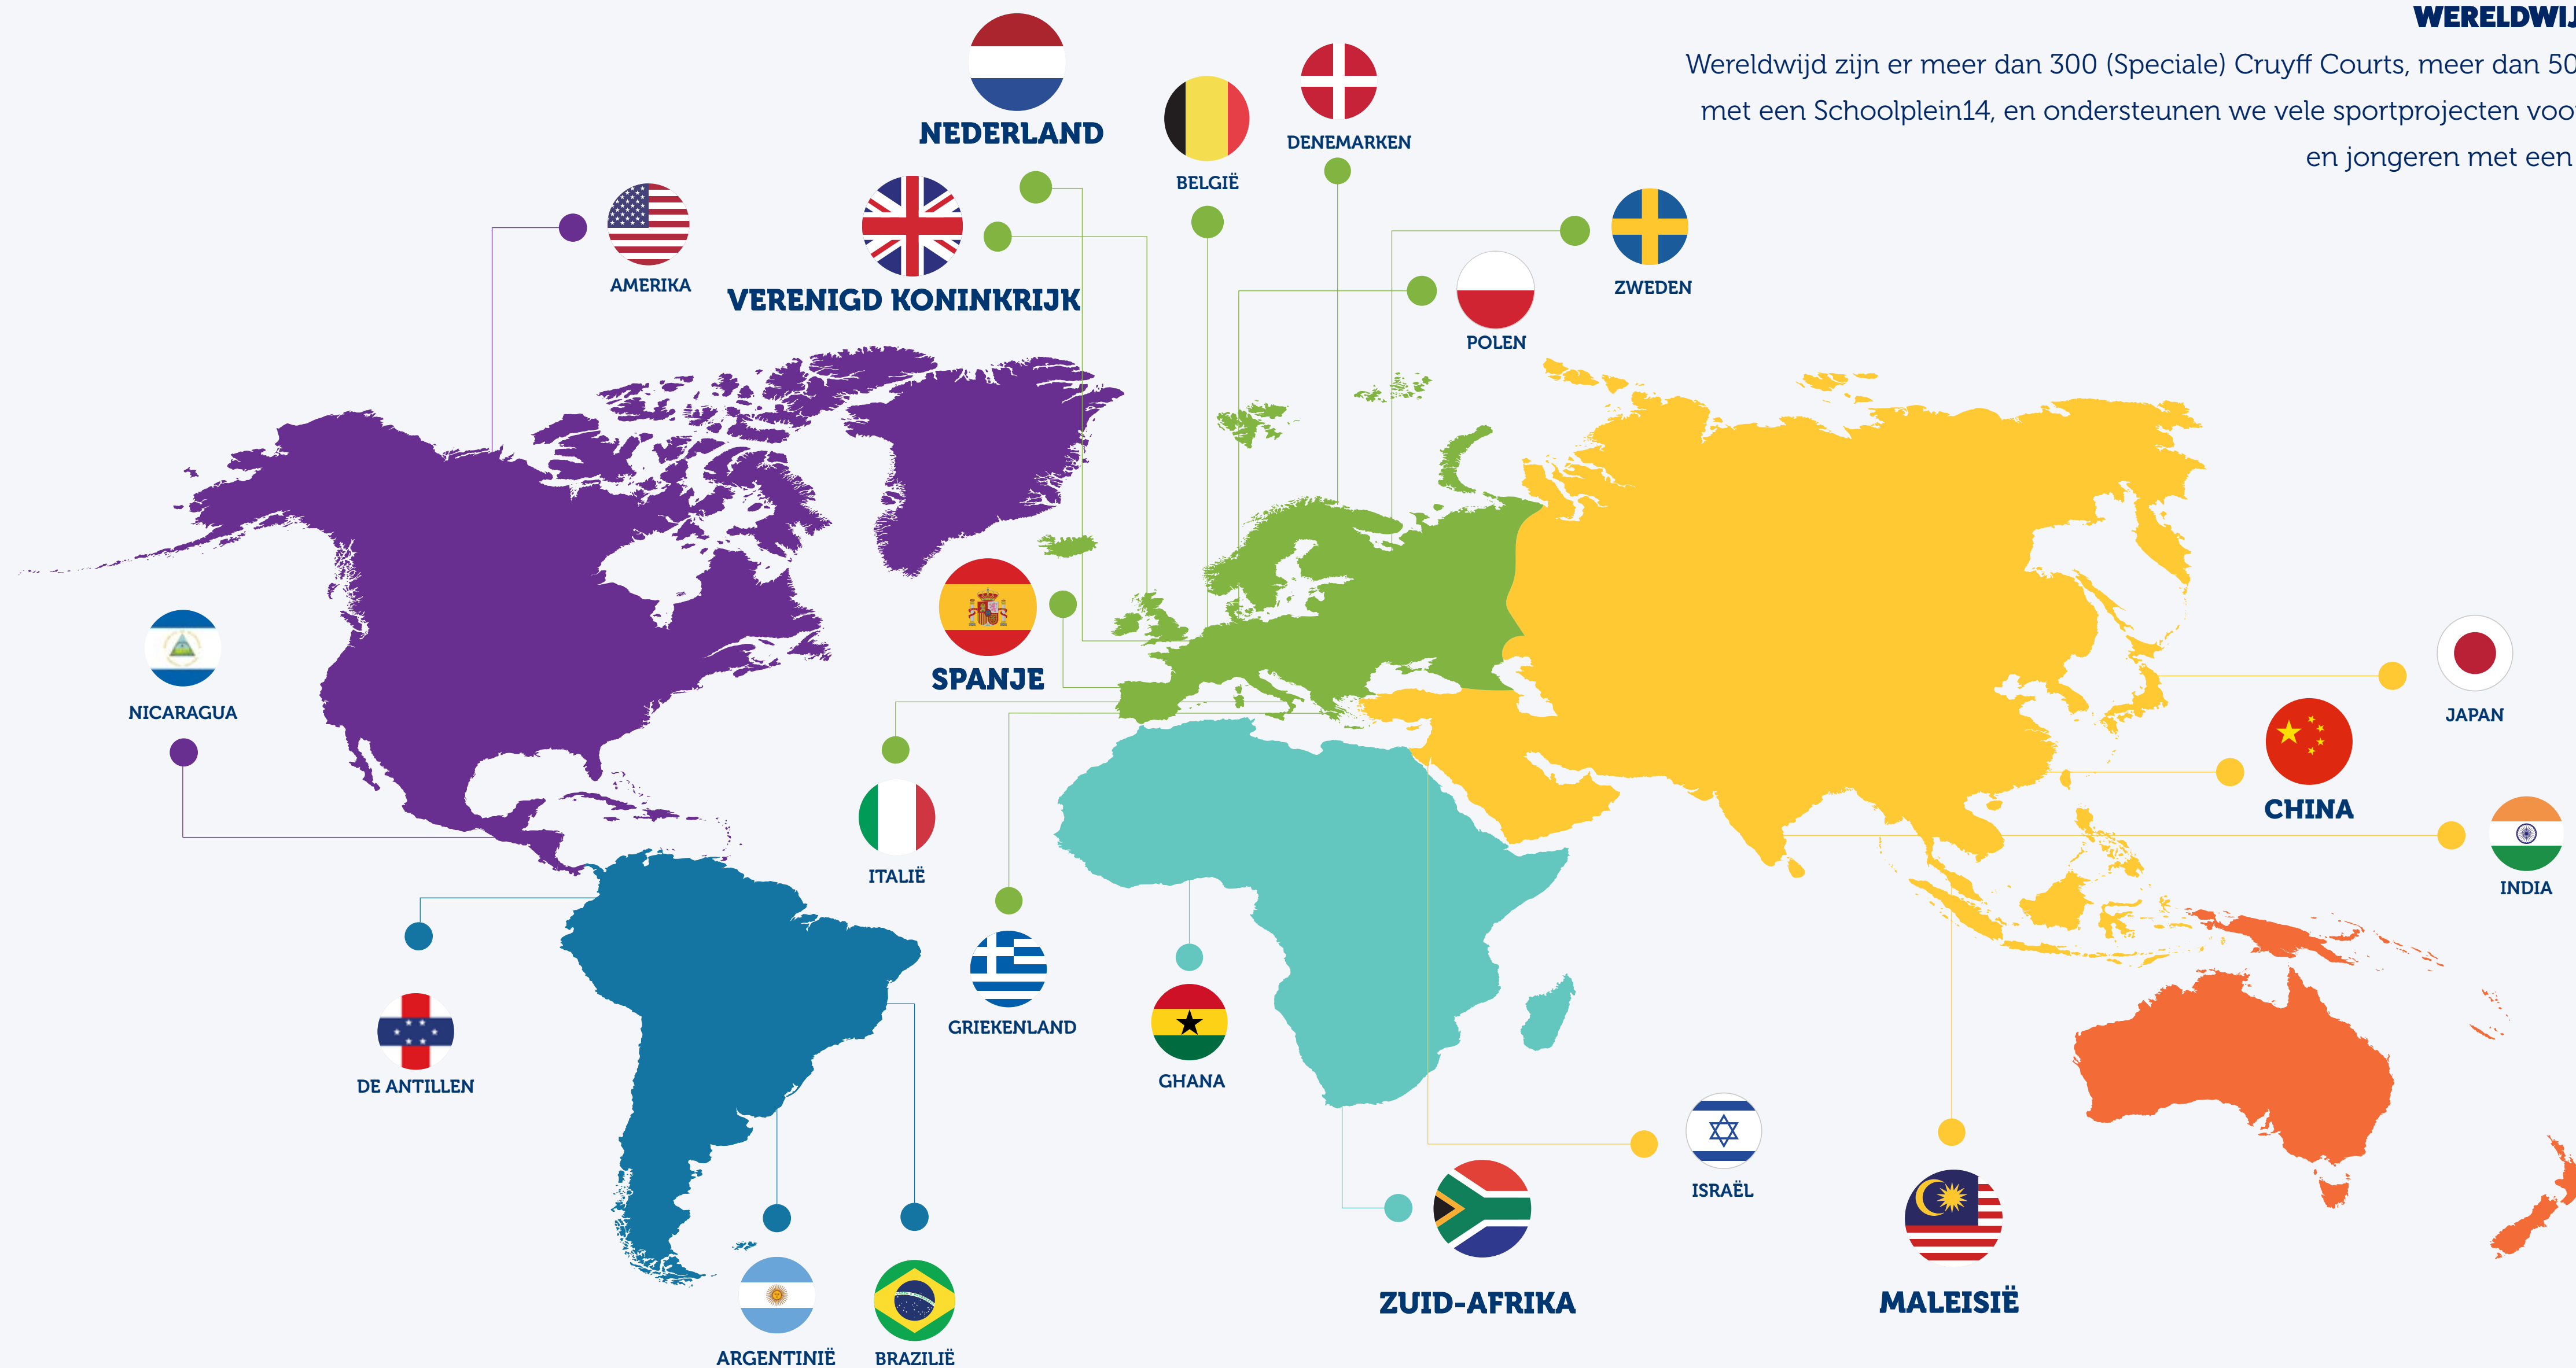 WERELDWIJ
Wereldwijd zijn er meer dan 300 (Speciale) Cruyff Courts, meer dan 50
met een Schoolplein14, en ondersteunen we vele sportprojecten voo
en jongeren met een
NEDERLAND
DENEMARKEN
BELGIË
AMERIKA
VERENIGD KONINKRIJK
ZWEDEN
POLEN
SPANJE
NICARAGUA
JAPAN
CHINA
ITALIË
INDIA
GRIEKENLAND
GHANA
DE ANTILLEN
ISRAËL
ZUID-AFRIKA
MALEISIË
ARGENTINIË
BRAZILIË